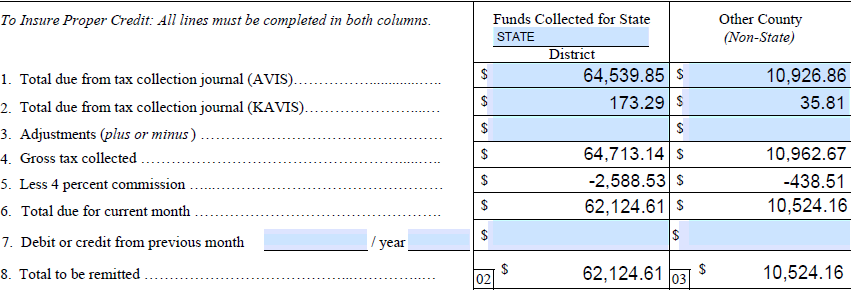 To Insure Proper Credit: All lines must be completed in both columns. Funds Collected for State Other County
STATE (Non-State)
District
1. Total due from tax collection journal (AVIS)................... $ 64,539.85 $ 10,926.86
2. Total due from tax collection journal (KAVIS)................... $ 173.29 $ 35.81
3. Adjustments (plus or minus) ................... $ $
4. Gross tax collected ................... $ 64,713.14 $ 10,962.67
5. Less 4 percent commission ................... $ -2,588.53 $ -438.51
6. Total due for current month ................... $ 62,124.61 $ 10,524.16
7. Debit or credit from previous month / year $ $
8. Total to be remitted ................... 02 $ 62,124.61 03 $ 10,524.16